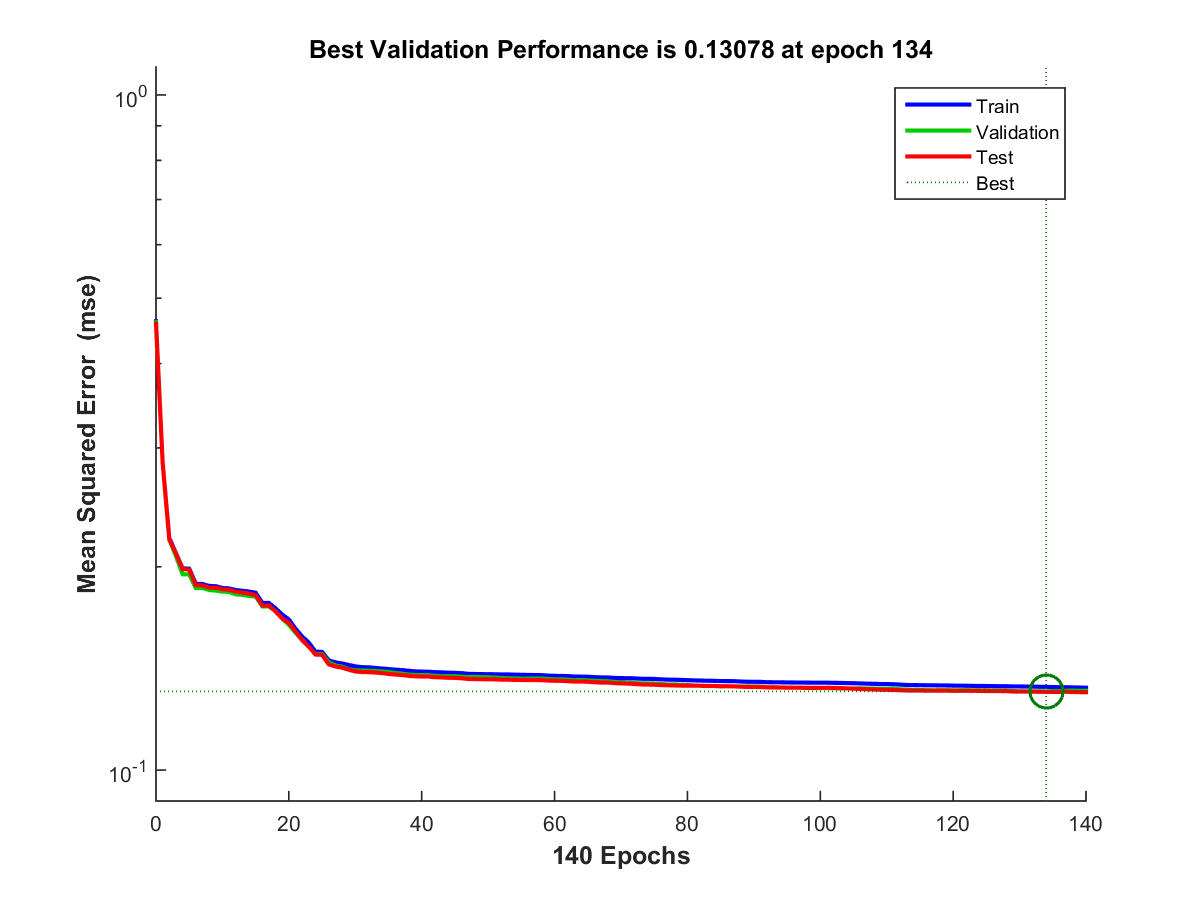 Best Validation Performance is 0.13078 at epoch 134
10^0
Train
Validation
Test
Best
Mean Squared Error (mse)
10^-1
0 20 40 60 80 100 120 140
140 Epochs